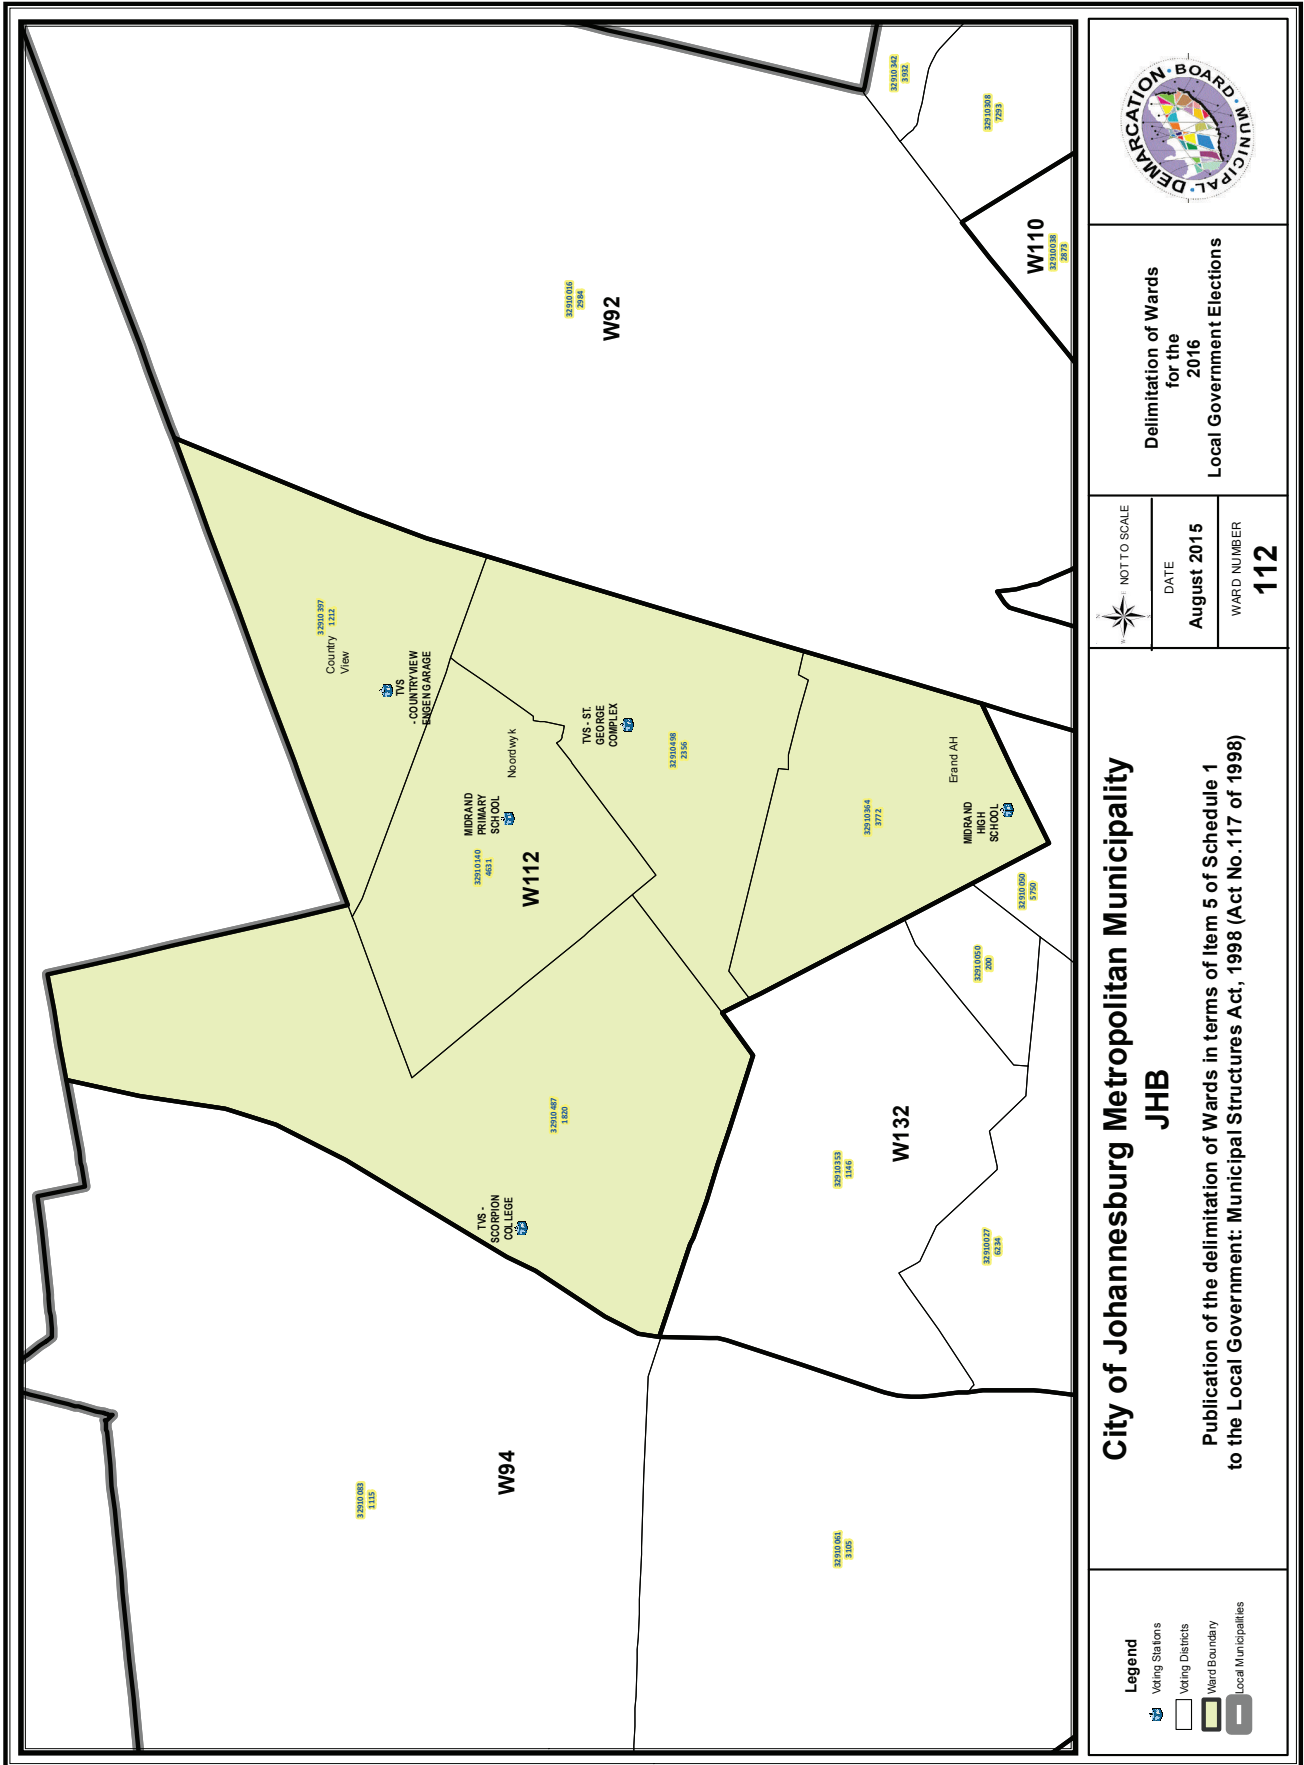 32910083
1115
W94
32910061
3105
TVS -
SCORPION
COLLEGE
32910487
1820
W132
32910353
1146
32910027
6234
32910050
200
32910050
5750
MIDRAND
PRIMARY
SCHOOL
32910140
4631
W112
Noordwyk
Country
View
32910397
1212
TVS
- COUNTRYVIEW
ENGEN GARAGE
TVS - ST.
GEORGE
COMPLEX
32910498
2356
32910364
3772
Erand AH
MIDRAND
HIGH
SCHOOL
32910016
2984
W92
W110
32910038
2873
32910342
3932
32910308
7293
Legend
Voting Stations
Voting Districts
Ward Boundary
Local Municipalities
City of Johannesburg Metropolitan Municipality
JHB
Publication of the delimitation of Wards in terms of Item 5 of Schedule 1
to the Local Government: Municipal Structures Act, 1998 (Act No.117 of 1998)
NOT TO SCALE
DATE
August 2015
WARD NUMBER
112
Delimitation of Wards
for the
2016
Local Government Elections
MUNICIPAL DEMARCATION BOARD